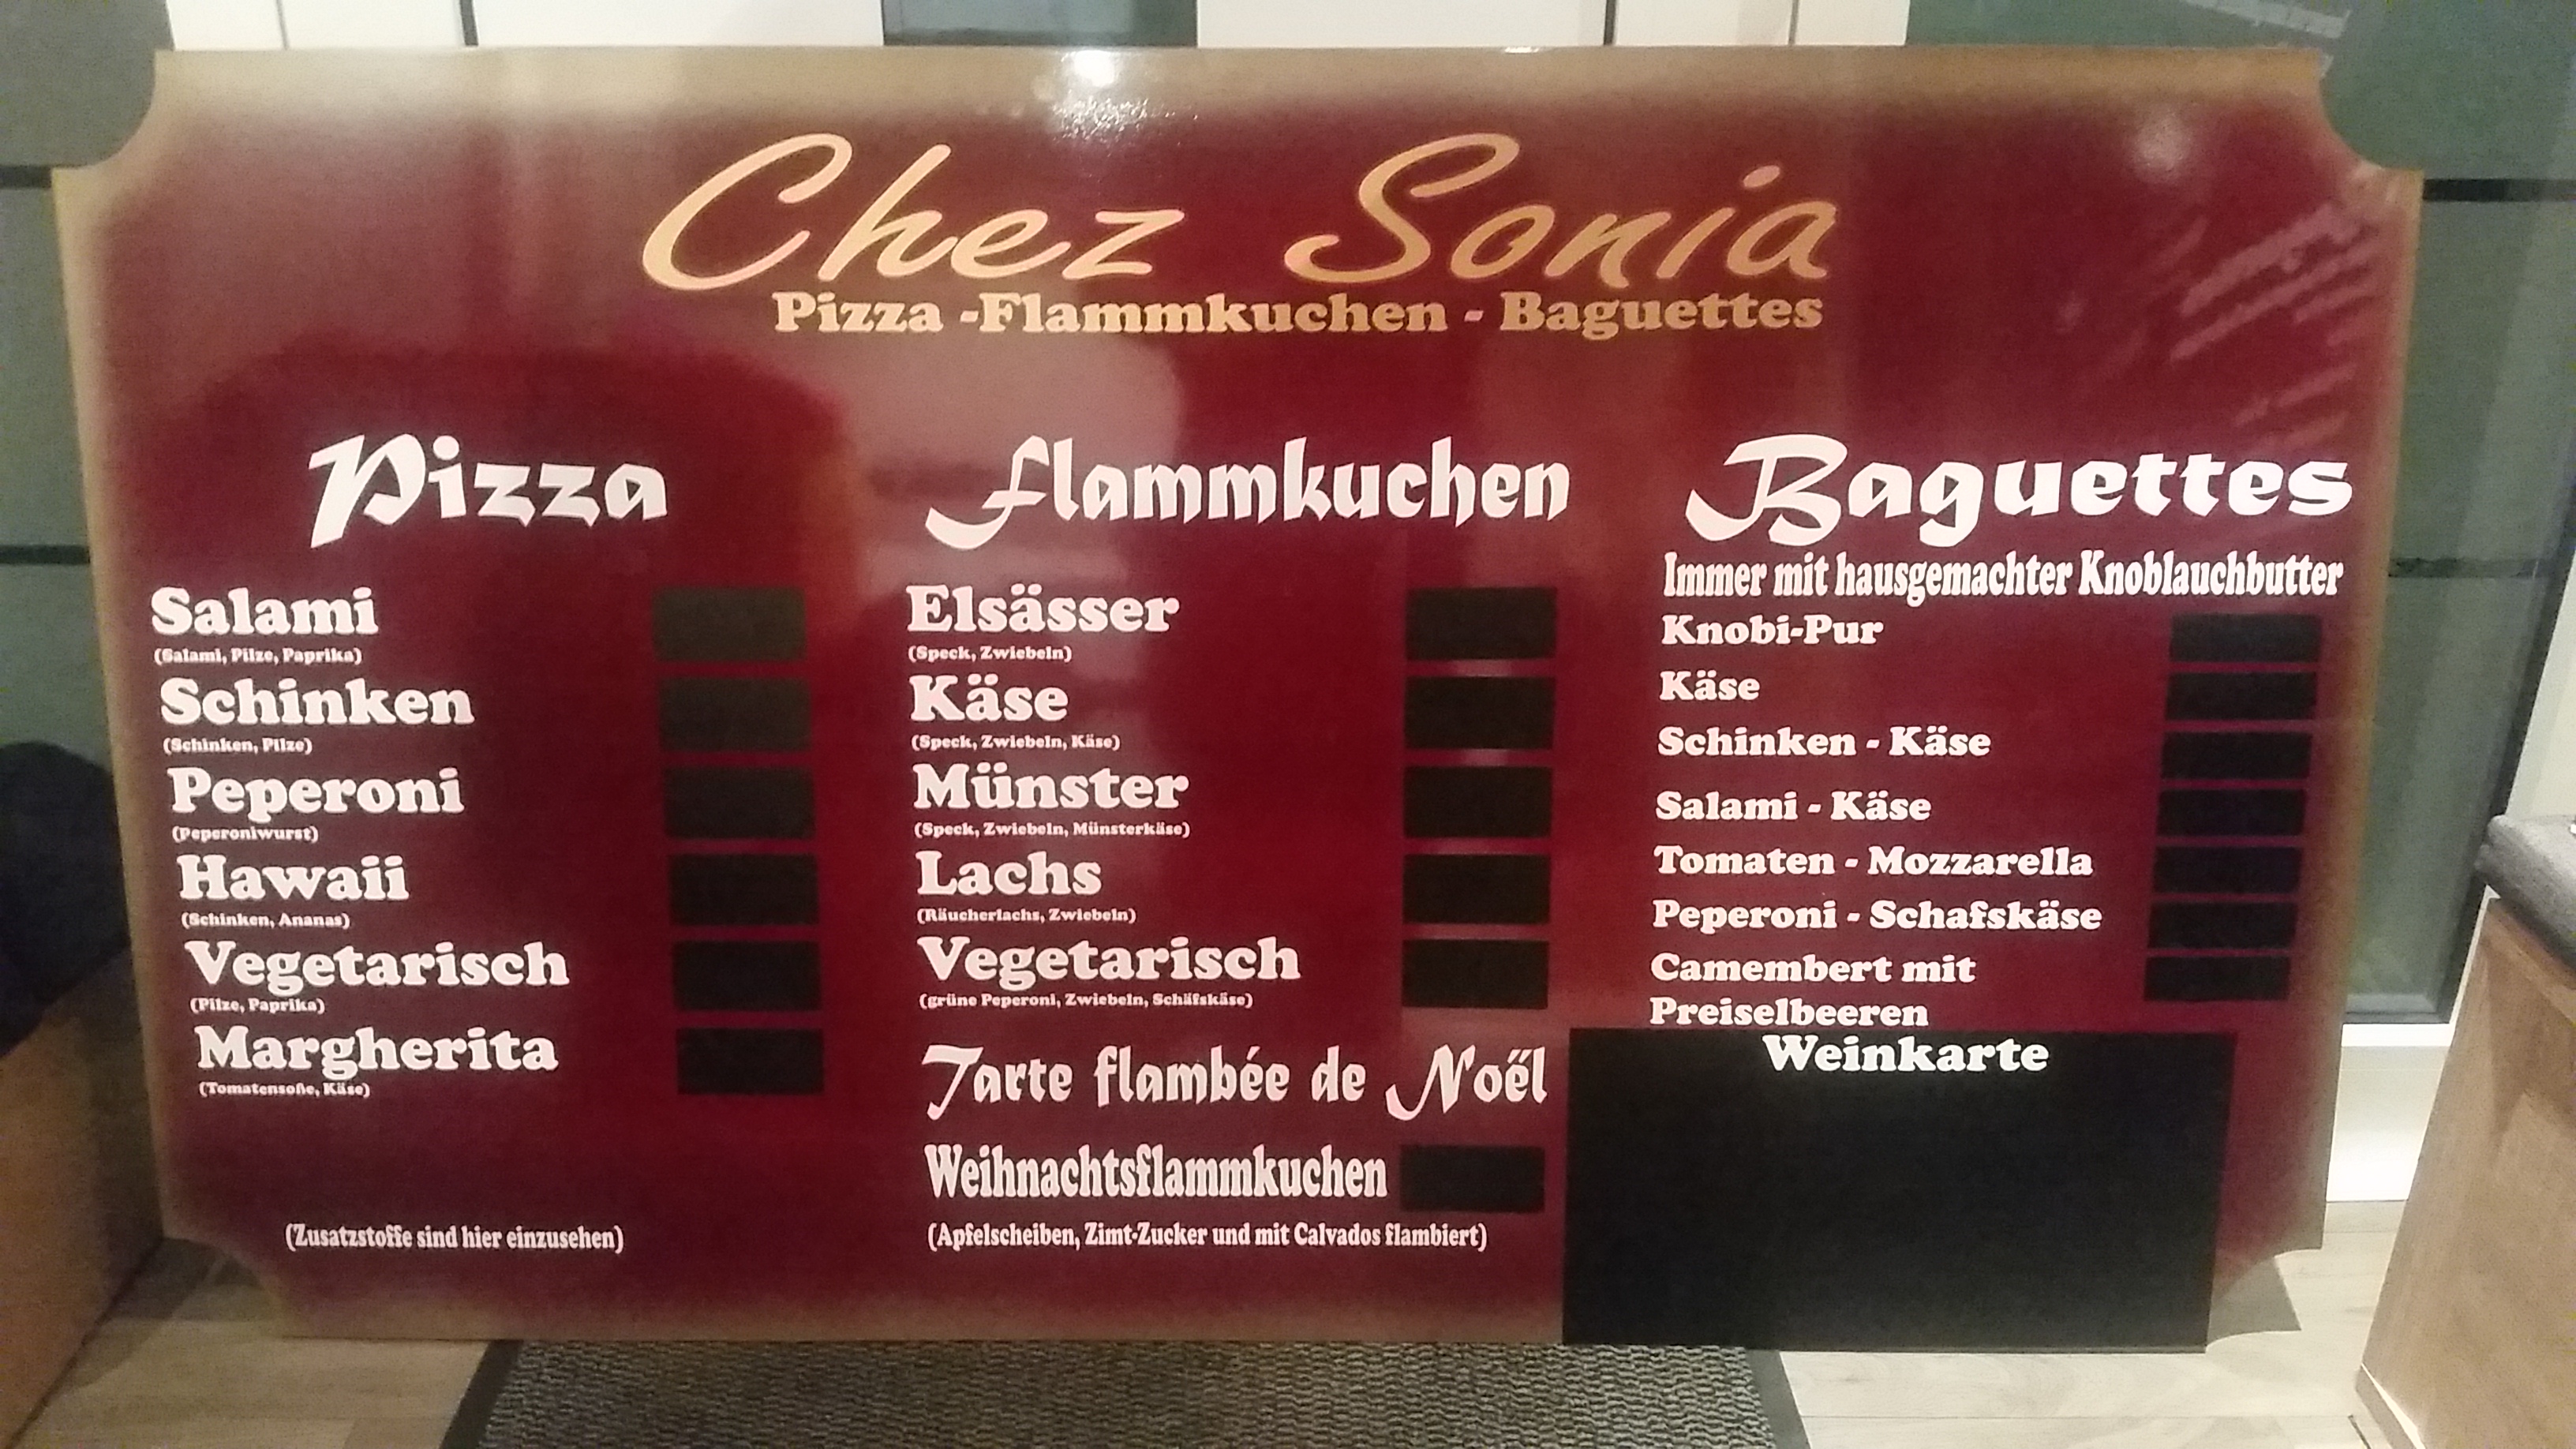 Chez Sonia
Pizza -Flammkuchen - Baguettes
Pizza
Salami
(Salami, Pilze, Paprika)
Schinken
(Schinken, Pilze)
Peperoni
(Peperoniwurst)
Hawaii
(Schinken, Ananas)
Vegetarisch
(Pilze, Paprika)
Margherita
(Tomatensoße, Käse)
(Zusatzstoffe sind hier einzusehen)
Flammkuchen
Elsässer
(Speck, Zwiebeln)
Käse
(Speck, Zwiebeln, Käse)
Münster
(Speck, Zwiebeln, Münsterkäse)
Lachs
(Räucherlachs, Zwiebeln)
Vegetarisch
(grüne Peperoni, Zwiebeln, Schäfskäse)
Tarte flambée de Noël
Weihnachtsflammkuchen
(Apfelscheiben, Zimt-Zucker und mit Calvados flambiert)
Baguettes
Immer mit hausgemachter Knoblauchbutter
Knobi-Pur
Käse
Schinken - Käse
Salami - Käse
Tomaten - Mozzarella
Peperoni - Schafskäse
Camembert mit
Preiselbeeren
Weinkarte